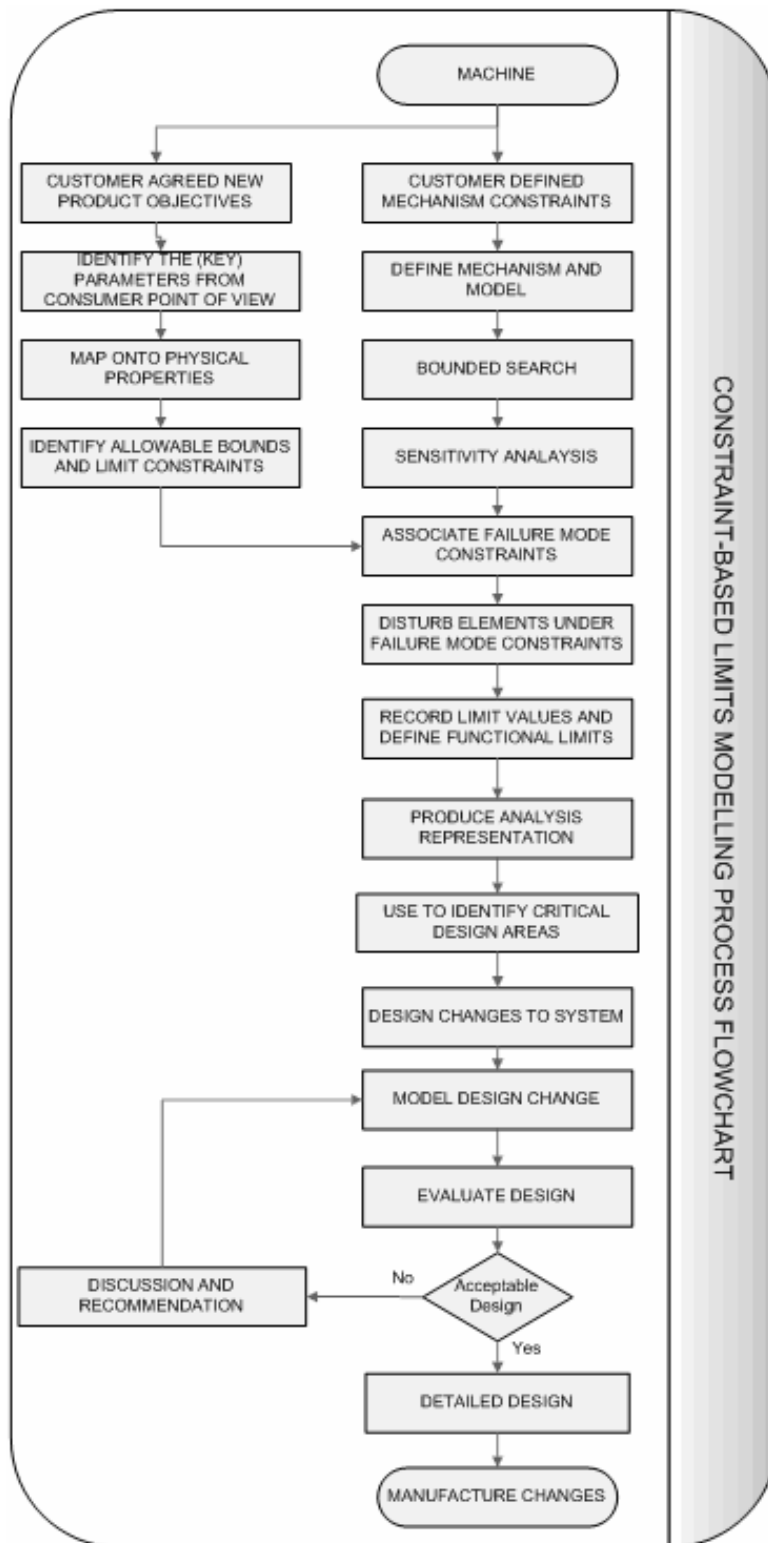 MACHINE
CUSTOMER AGREED NEW
PRODUCT OBJECTIVES
CUSTOMER DEFINED
MECHANISM CONSTRAINTS
IDENTIFY THE (KEY)
PARAMETERS FROM
CONSUMER POINT OF VIEW
DEFINE MECHANISM AND
MODEL
MAP ONTO PHYSICAL
PROPERTIES
BOUNDED SEARCH
IDENTIFY ALLOWABLE BOUNDS
AND LIMIT CONSTRAINTS
SENSITIVITY ANALAYSIS
ASSOCIATE FAILURE MODE
CONSTRAINTS
DISTURB ELEMENTS UNDER
FAILURE MODE CONSTRAINTS
RECORD LIMIT VALUES AND
DEFINE FUNCTIONAL LIMITS
PRODUCE ANALYSIS
REPRESENTATION
USE TO IDENTIFY CRITICAL
DESIGN AREAS
DESIGN CHANGES TO SYSTEM
MODEL DESIGN CHANGE
EVALUATE DESIGN
DISCUSSION AND
RECOMMENDATION
No
Acceptable
Design
Yes
DETAILED DESIGN
MANUFACTURE CHANGES
CONSTRAINT-BASED LIMITS MODELLING PROCESS FLOWCHART